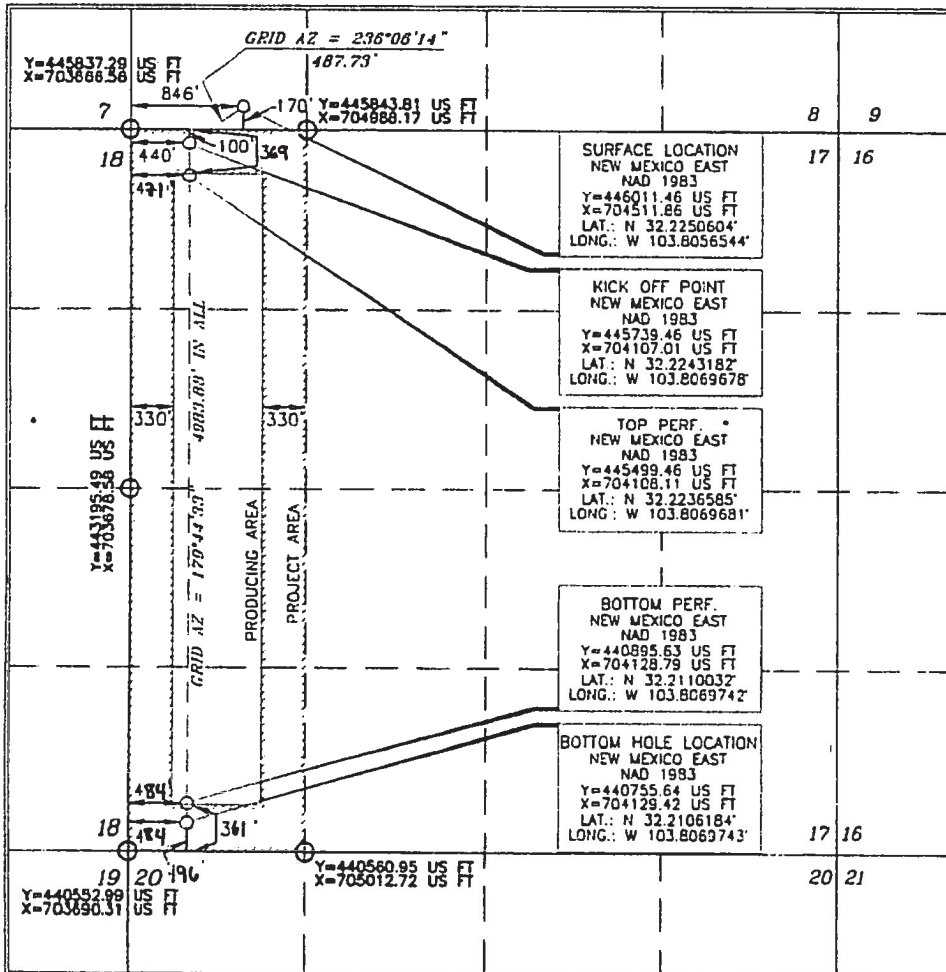 GRID AZ = 236°06'14"
487.73'
Y=445837.29 US FT
X=703666.58 US FT
846'
170'
Y=445843.81 US FT
X=704988.17 US FT
7
8 9
18
17 16
440'
100'
369
471'
SURFACE LOCATION
NEW MEXICO EAST
NAD 1983
Y=446011.46 US FT
X=704511.86 US FT
LAT.: N 32.2250604°
LONG.: W 103.8056544°
KICK OFF POINT
NEW MEXICO EAST
NAD 1983
Y=445739.46 US FT
X=704107.01 US FT
LAT.: N 32.2243182°
LONG.: W 103.8069678°
330'
330'
TOP PERF.
NEW MEXICO EAST
NAD 1983
Y=445499.46 US FT
X=704108.11 US FT
LAT.: N 32.2236585°
LONG.: W 103.8069681°
Y=443195.49 US FT
X=703678.58 US FT
GRID AZ = 179°44'33" 4983.88' IN ALL
PRODUCING AREA
PROJECT AREA
BOTTOM PERF.
NEW MEXICO EAST
NAD 1983
Y=440895.63 US FT
X=704128.79 US FT
LAT.: N 32.2110032°
LONG.: W 103.8069742°
BOTTOM HOLE LOCATION
NEW MEXICO EAST
NAD 1983
Y=440755.64 US FT
X=704129.42 US FT
LAT.: N 32.2106184°
LONG.: W 103.8069743°
484'
18
484
361'
17 16
19 20
196'
20 21
Y=440560.95 US FT
X=705012.72 US FT
Y=440552.99 US FT
X=703690.31 US FT